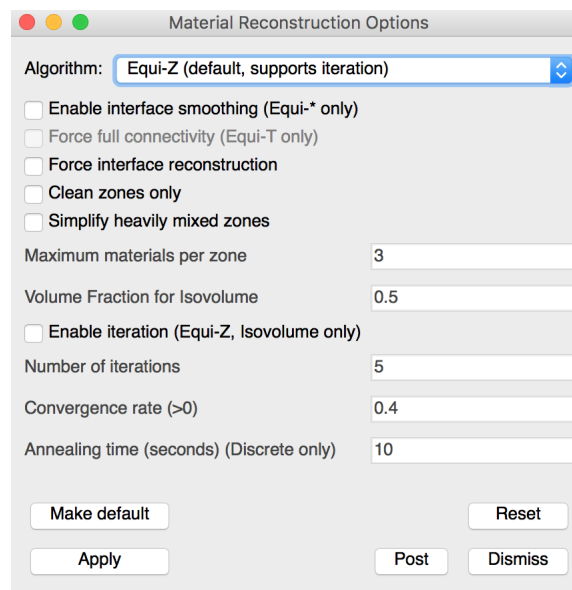 Material Reconstruction Options
Algorithm: Equi-Z (default, supports iteration)
Enable interface smoothing (Equi-* only)
Force full connectivity (Equi-T only)
Force interface reconstruction
Clean zones only
Simplify heavily mixed zones
Maximum materials per zone 3
Volume Fraction for Isovolume 0.5
Enable iteration (Equi-Z, Isovolume only)
Number of iterations 5
Convergence rate (>0) 0.4
Annealing time (seconds) (Discrete only) 10
Make default Reset
Apply Post Dismiss